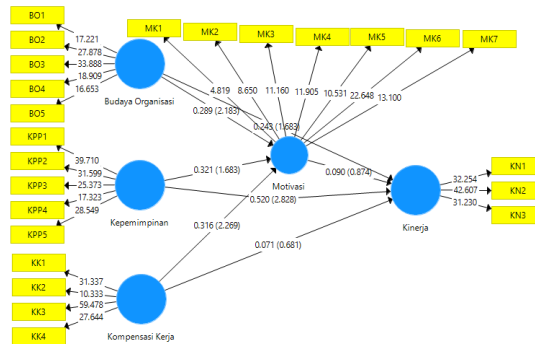 BO1
BO2
BO3
BO4
BO5
17.221
27.878
33.888
18.909
16.653
Budaya Organisasi
MK1
MK2
MK3
MK4
MK5
MK6
MK7
4.819
8.650
11.160
11.905
10.531
22.648
13.100
0.289 (2.183)
0.243 (1.683)
KPP1
KPP2
KPP3
KPP4
KPP5
39.710
31.599
25.373
17.323
28.549
Kepemimpinan
0.321 (1.683)
Motivasi
0.090 (0.874)
0.520 (2.828)
0.316 (2.269)
0.071 (0.681)
Kinerja
32.254
42.607
31.230
KN1
KN2
KN3
KK1
KK2
KK3
KK4
31.337
10.333
59.478
27.644
Kompensasi Kerja